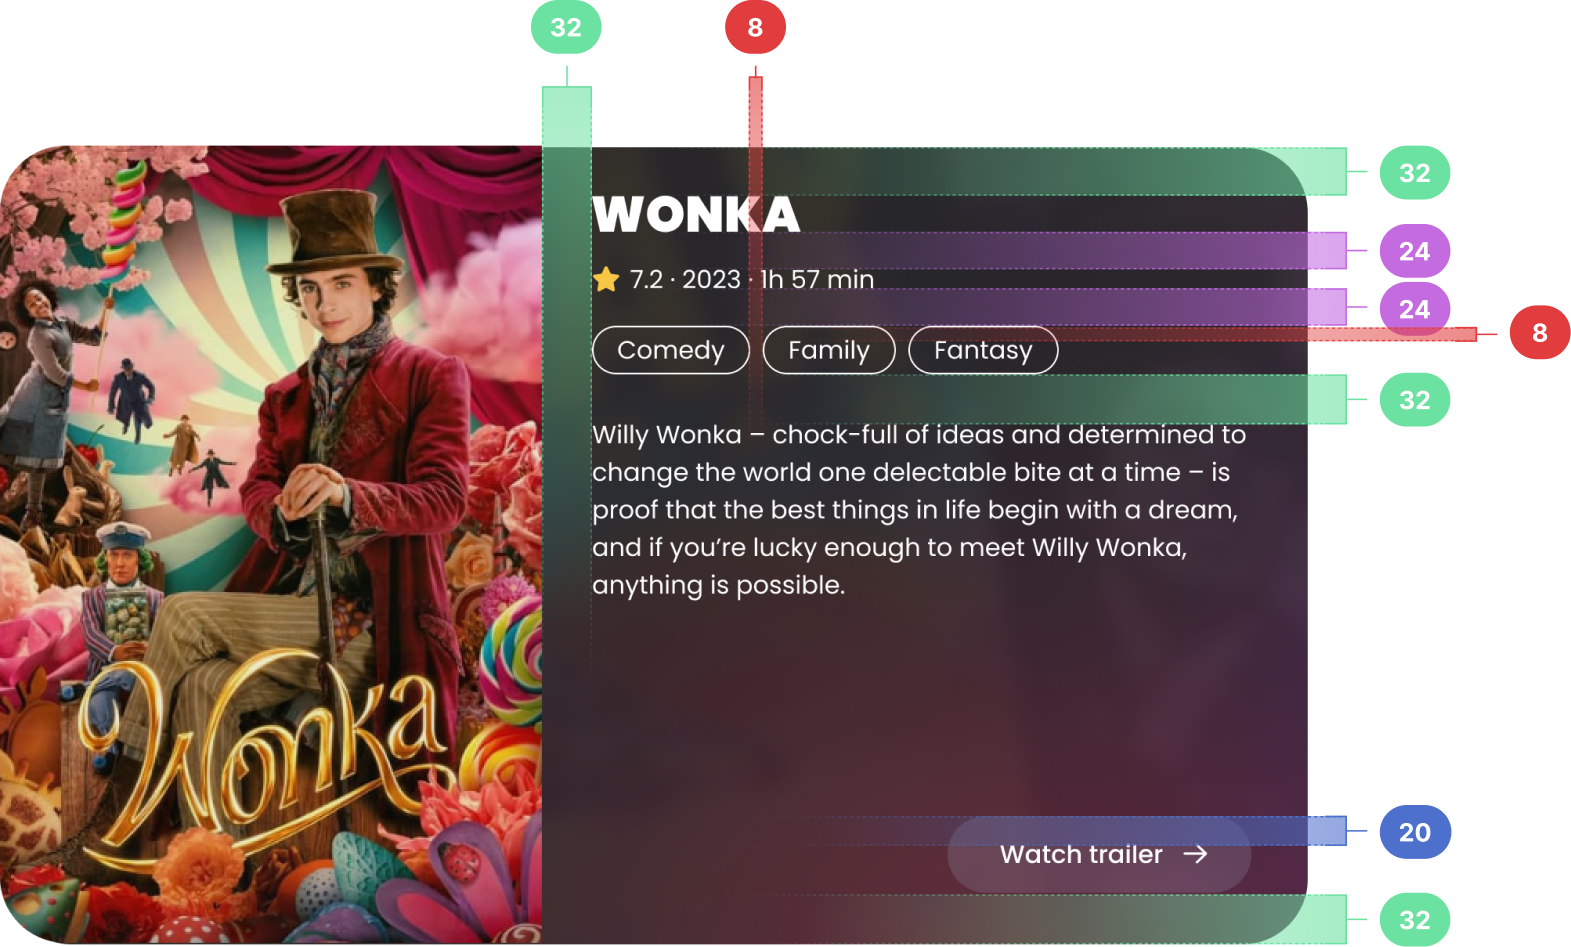 32
8
32
WONKA
24
7.2 · 2023 · 1h 57 min
24
8
Comedy
Family
Fantasy
32
Willy Wonka – chock-full of ideas and determined to
change the world one delectable bite at a time – is
proof that the best things in life begin with a dream,
and if you’re lucky enough to meet Willy Wonka,
anything is possible.
Wonka
20
Watch trailer →
32